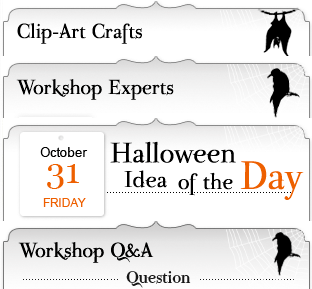 Clip-Art Crafts
Workshop Experts
October
31
FRIDAY
Halloween
Idea of the Day
Workshop Q&A
Question